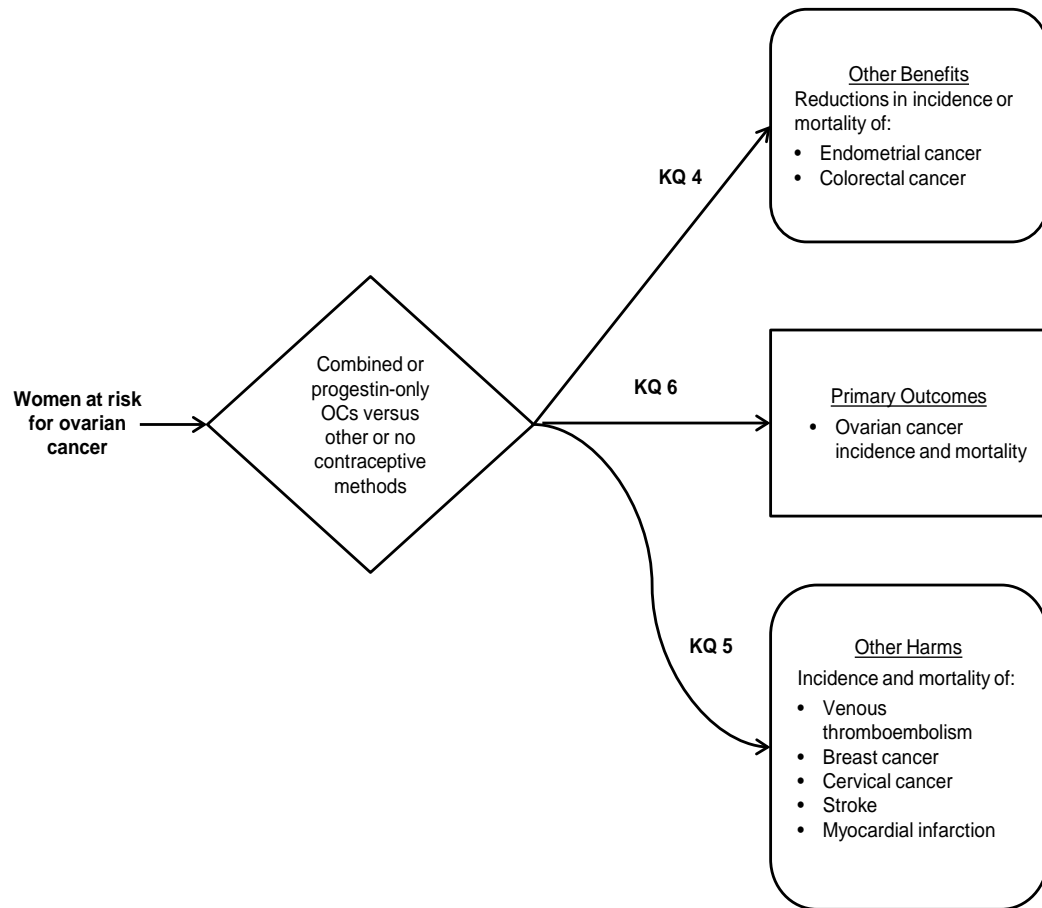 Women at risk
for ovarian
cancer
Combined or
progestin-only
OCs versus
other or no
contraceptive
methods
KQ 4
Other Benefits
Reductions in incidence or
mortality of:
• Endometrial cancer
• Colorectal cancer
KQ 6
Primary Outcomes
• Ovarian cancer
incidence and mortality
KQ 5
Other Harms
Incidence and mortality of:
• Venous
thromboembolism
• Breast cancer
• Cervical cancer
• Stroke
• Myocardial infarction